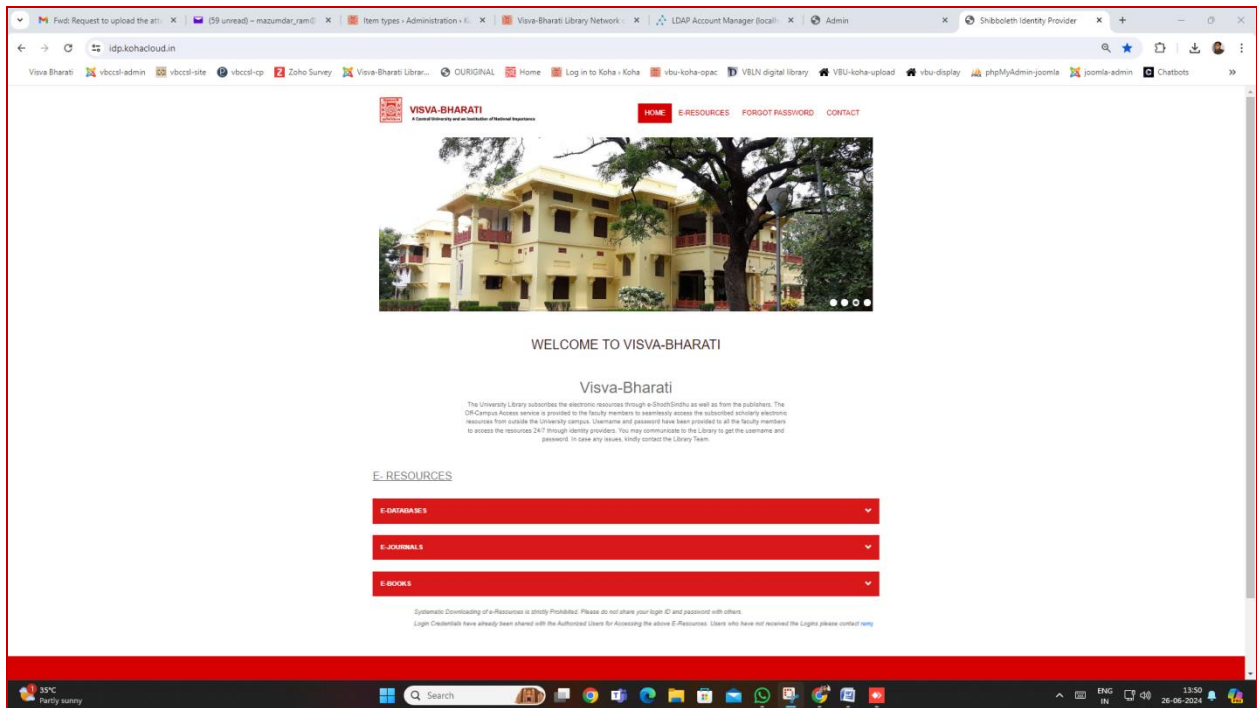 Fwd: Request to upload the att
(59 unread) – mazumdar_ram@
Item types › Administration › K
Visva-Bharati Library Network
LDAP Account Manager (localh
Admin
Shibboleth Identity Provider
idp.kohacloud.in
Visva Bharati
vbccsl-admin
vbccsl-site
vbccsl-cp
Zoho Survey
Visva-Bharati Librar...
OURIGINAL
Home
Log in to Koha › Koha
vbu-koha-opac
VBLN digital library
VBU-koha-upload
vbu-display
phpMyAdmin-joomla
joomla-admin
Chatbots
VISVA-BHARATI
A Central University and an Institution of National Importance
HOME
E-RESOURCES
FORGOT PASSWORD
CONTACT
WELCOME TO VISVA-BHARATI
Visva-Bharati
The University Library subscribes the electronic resources through e-ShodhSindhu as well as from the publishers. The
Off-Campus Access service is provided to the faculty members to seamlessly access the subscribed scholarly electronic
resources from outside the University campus. Username and password have been provided to all the faculty members
to access the resources 24/7 through identity providers. You may communicate to the Library to get the username and
password. In case any issues, kindly contact the Library Team.
E- RESOURCES
E-DATABASES
E-JOURNALS
E-BOOKS
Systematic Downloading of e-Resources is strictly Prohibited. Please do not share your login ID and password with others.
Login Credentials have already been shared with the Authorized Users for Accessing the above E-Resources. Users who have not received the Logins please contact
35°C
Partly sunny
Search
ENG
IN
13:50
26-06-2024